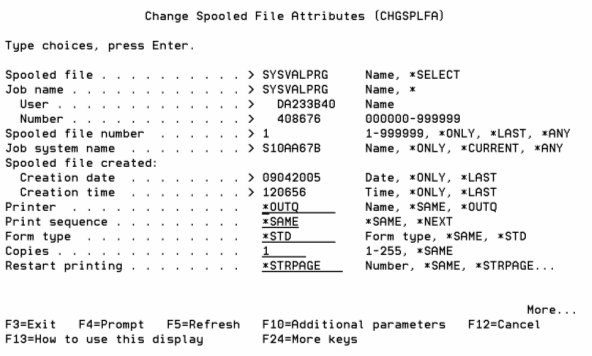 Change Spooled File Attributes (CHGSPLFA)
Type choices, press Enter.
Spooled file . . . . . . . . . . . > SYSVALPRG Name, *SELECT
Job name . . . . . . . . . . . . . > SYSVALPRG Name, *
User . . . . . . . . . . . . . . > DA233B40 Name
Number . . . . . . . . . . . . . > 408676 000000-999999
Spooled file number . . . . . . . > 1 1-999999, *ONLY, *LAST, *ANY
Job system name . . . . . . . . . > S10AA67B Name, *ONLY, *CURRENT, *ANY
Spooled file created:
Creation date . . . . . . . . . > 09042005 Date, *ONLY, *LAST
Creation time . . . . . . . . . > 120656 Time, *ONLY, *LAST
Printer . . . . . . . . . . . . . *OUTQ Name, *SAME, *OUTQ
Print sequence . . . . . . . . . . *SAME *SAME, *NEXT
Form type . . . . . . . . . . . . *STD Form type, *SAME, *STD
Copies . . . . . . . . . . . . . . 1 1-255, *SAME
Restart printing . . . . . . . . . *STRPAGE Number, *SAME, *STRPAGE...
More...
F3=Exit F4=Prompt F5=Refresh F10=Additional parameters F12=Cancel
F13=How to use this display F24=More keys